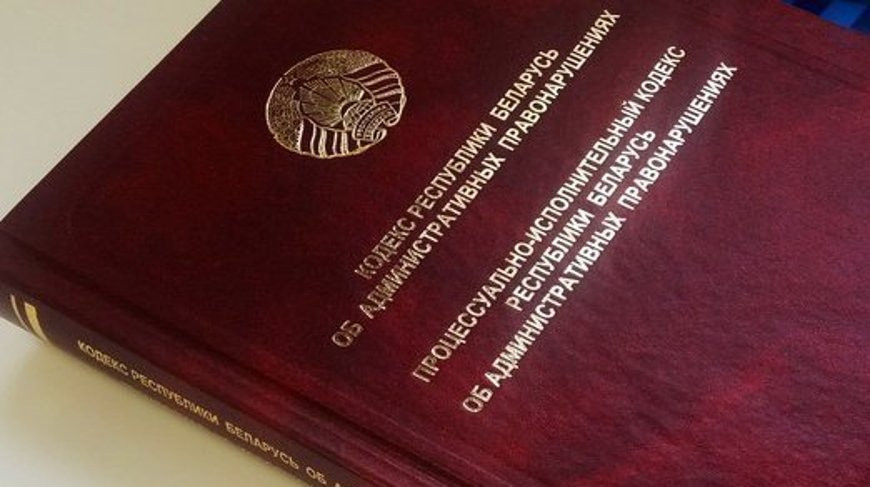 КОДЕКС РЕСПУБЛИКИ БЕЛАРУСЬ
ОБ АДМИНИСТРАТИВНЫХ ПРАВОНАРУШЕНИЯХ
ПРОЦЕССУАЛЬНО-ИСПОЛНИТЕЛЬНЫЙ КОДЕКС
РЕСПУБЛИКИ БЕЛАРУСЬ
ОБ АДМИНИСТРАТИВНЫХ ПРАВОНАРУШЕНИЯХ
КОДЕКС РЕСПУБЛИКИ БЕЛАРУСЬ ОБ